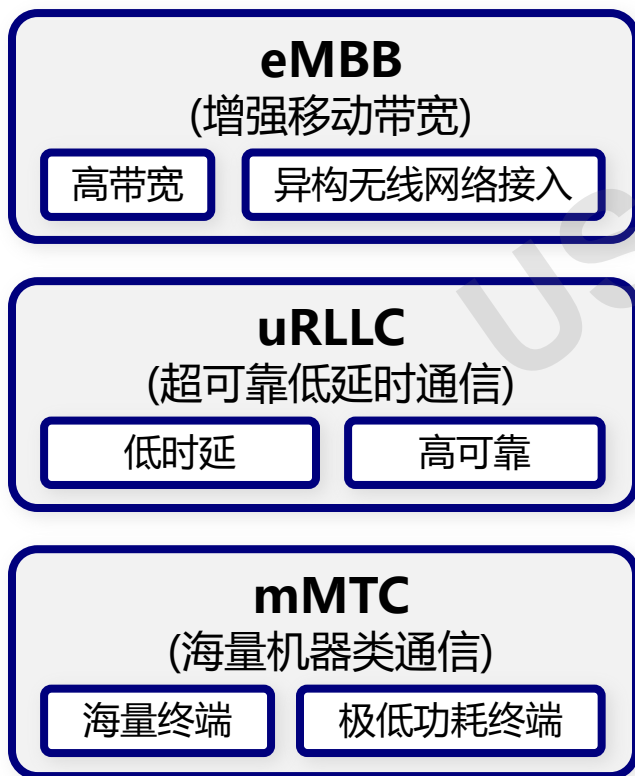 eMBB
(增强移动带宽)
高带宽 异构无线网络接入
US
uRLLC
(超可靠低延时通信)
低时延 高可靠
mMTC
(海量机器类通信)
海量终端 极低功耗终端